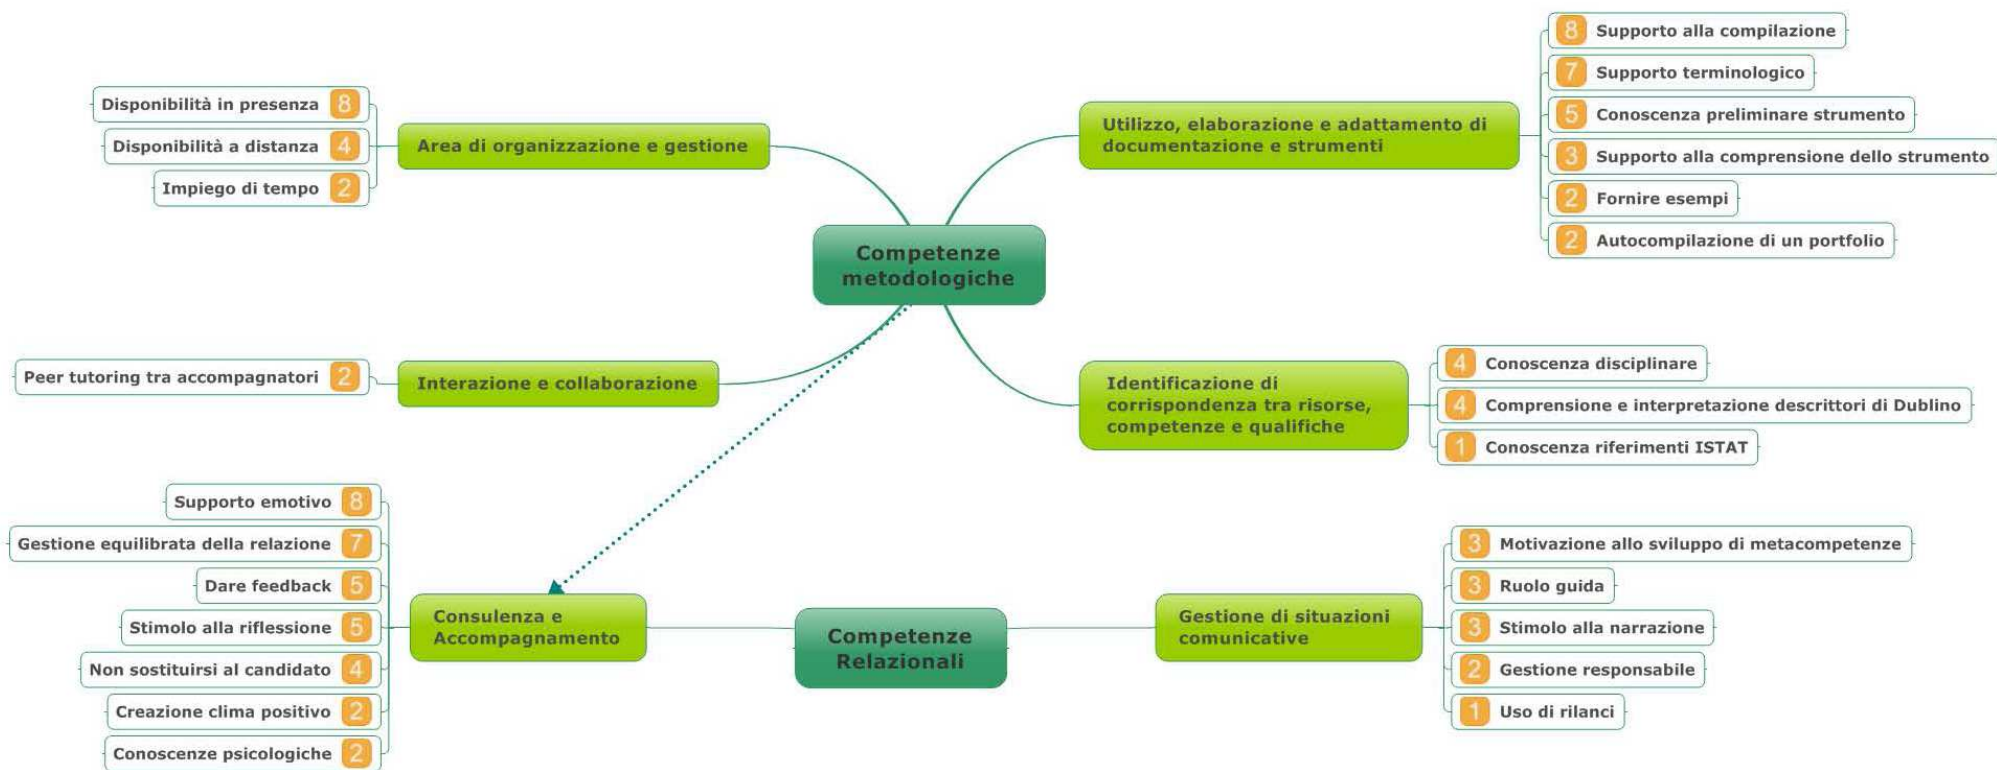 Competenze
metodologiche
Area di organizzazione e gestione
Disponibilità in presenza 8
Disponibilità a distanza 4
Impiego di tempo 2
Interazione e collaborazione
Peer tutoring tra accompagnatori 2
Utilizzo, elaborazione e adattamento di
documentazione e strumenti
8 Supporto alla compilazione
7 Supporto terminologico
5 Conoscenza preliminare strumento
3 Supporto alla comprensione dello strumento
2 Fornire esempi
2 Autocompilazione di un portfolio
Identificazione di
corrispondenza tra risorse,
competenze e qualifiche
4 Conoscenza disciplinare
4 Comprensione e interpretazione descrittori di Dublino
1 Conoscenza riferimenti ISTAT
Competenze
Relazionali
Consulenza e
Accompagnamento
Supporto emotivo 8
Gestione equilibrata della relazione 7
Dare feedback 5
Stimolo alla riflessione 5
Non sostituirsi al candidato 4
Creazione clima positivo 2
Conoscenze psicologiche 2
Gestione di situazioni
comunicative
3 Motivazione allo sviluppo di metacompetenze
3 Ruolo guida
3 Stimolo alla narrazione
2 Gestione responsabile
1 Uso di rilanci